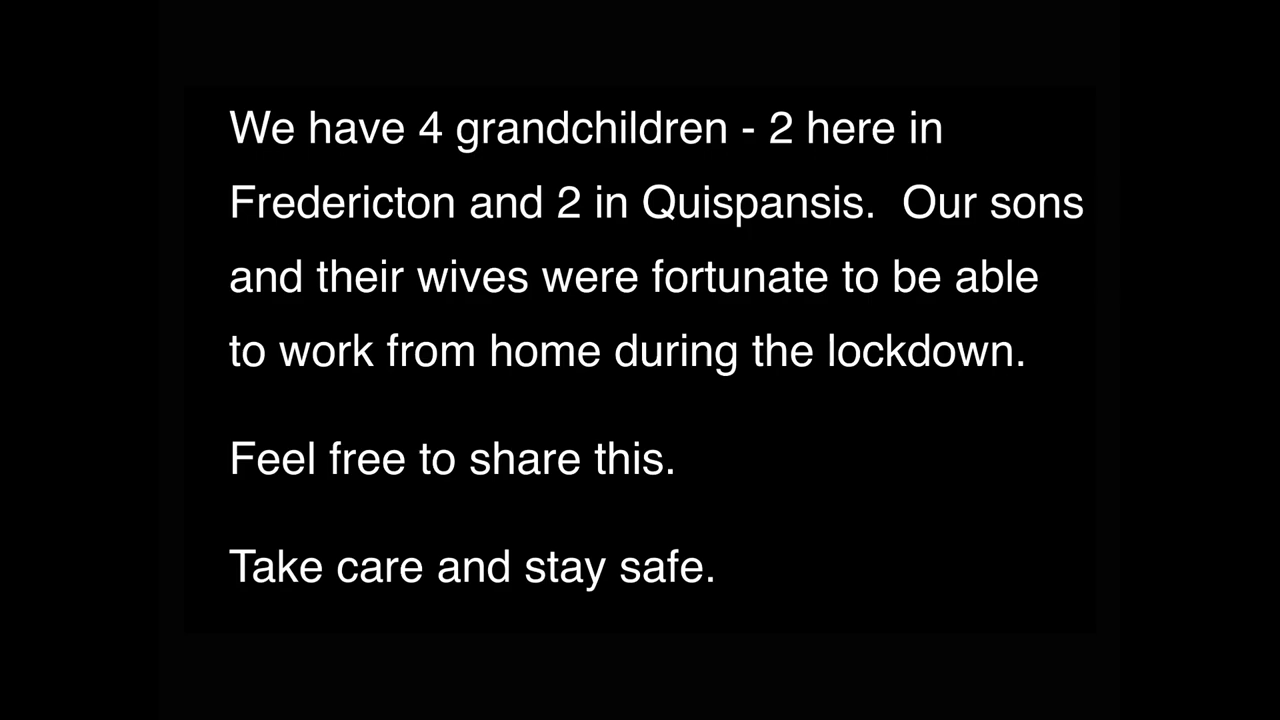 We have 4 grandchildren - 2 here in
Fredericton and 2 in Quispansis.  Our sons
and their wives were fortunate to be able
to work from home during the lockdown.
Feel free to share this.
Take care and stay safe.